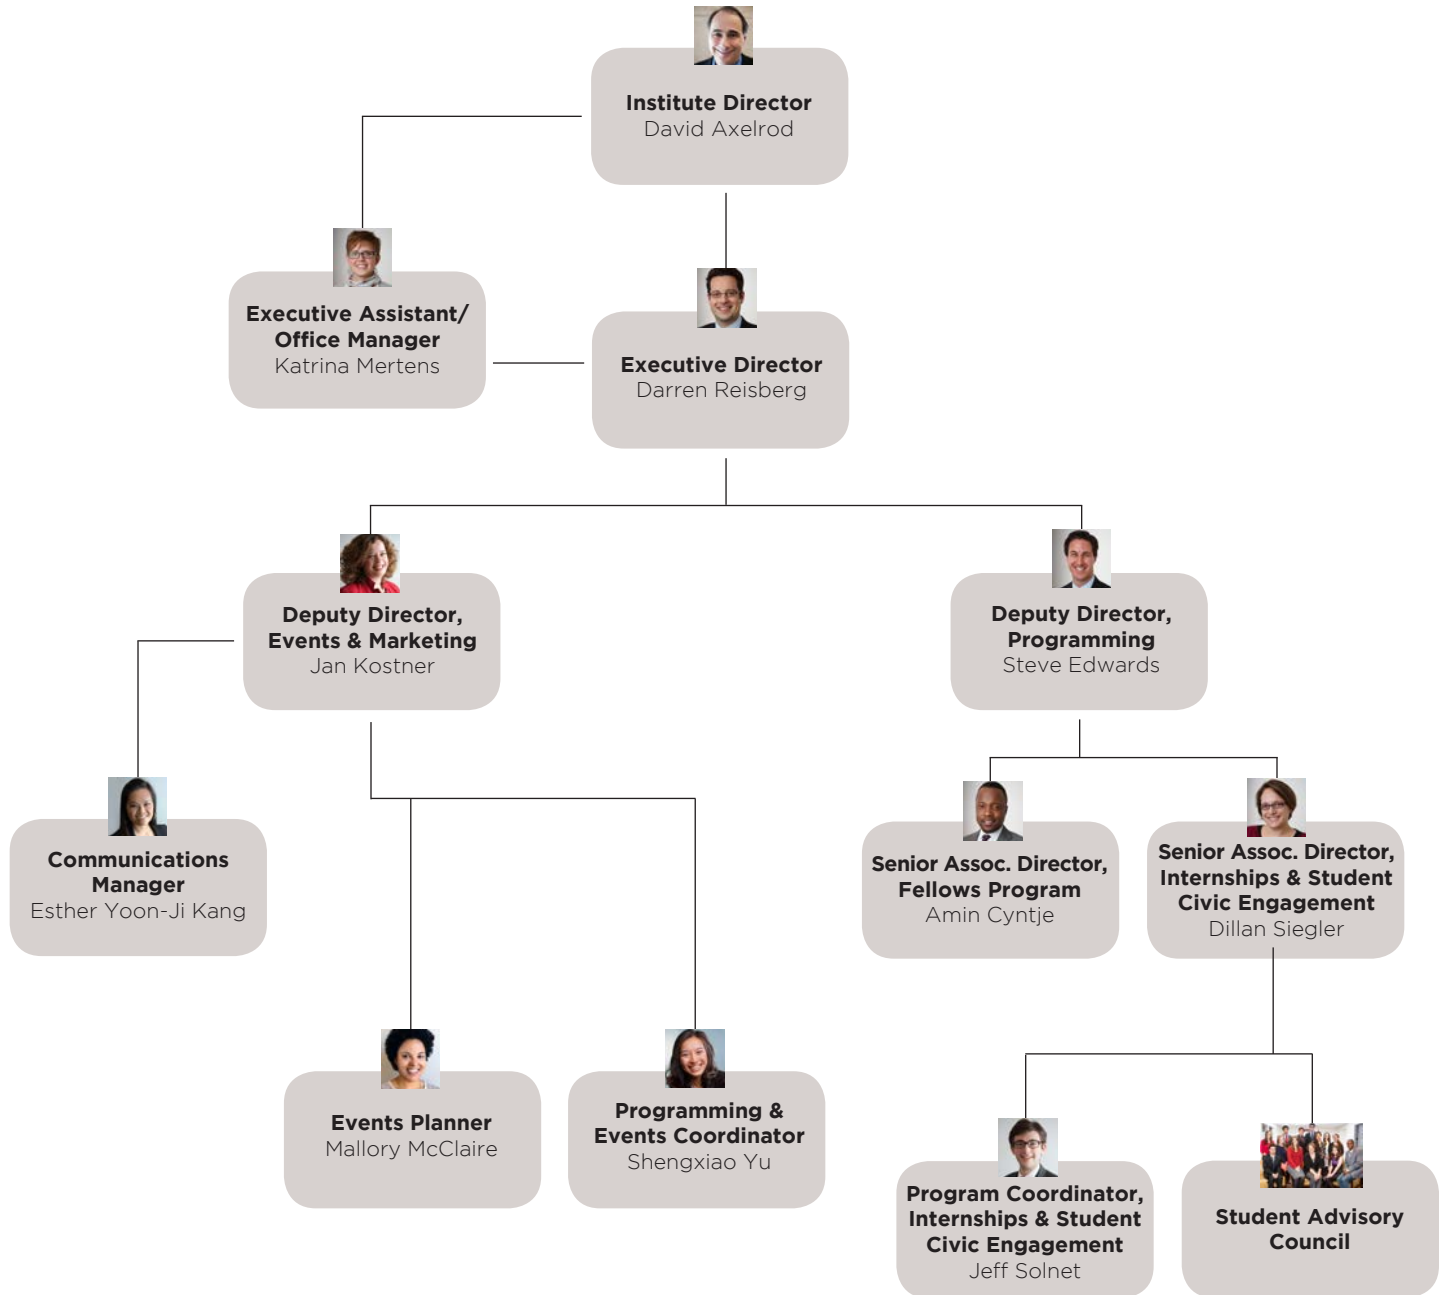 Institute Director
David Axelrod
Executive Assistant/
Office Manager
Katrina Mertens
Executive Director
Darren Reisberg
Deputy Director,
Events & Marketing
Jan Kostner
Deputy Director,
Programming
Steve Edwards
Communications
Manager
Esther Yoon-Ji Kang
Senior Assoc. Director,
Fellows Program
Amin Cyntje
Senior Assoc. Director,
Internships & Student
Civic Engagement
Dillan Siegler
Events Planner
Mallory McClaire
Programming &
Events Coordinator
Shengxiao Yu
Program Coordinator,
Internships & Student
Civic Engagement
Jeff Solnet
Student Advisory
Council